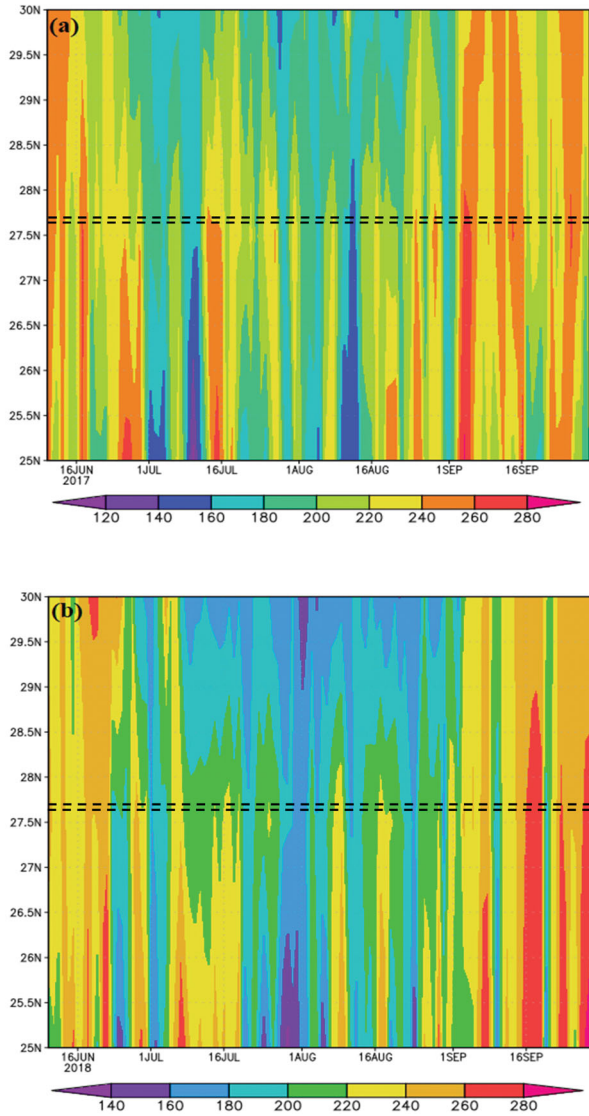 (a)
30N
29.5N
29N
28.5N
28N
27.5N
27N
26.5N
26N
25.5N
25N
16JUN 1JUL 16JUL 1AUG 16AUG 1SEP 16SEP
2017
120 140 160 180 200 220 240 260 280
(b)
30N
29.5N
29N
28.5N
28N
27.5N
27N
26.5N
26N
25.5N
25N
16JUN 1JUL 16JUL 1AUG 16AUG 1SEP 16SEP
2018
140 160 180 200 220 240 260 280